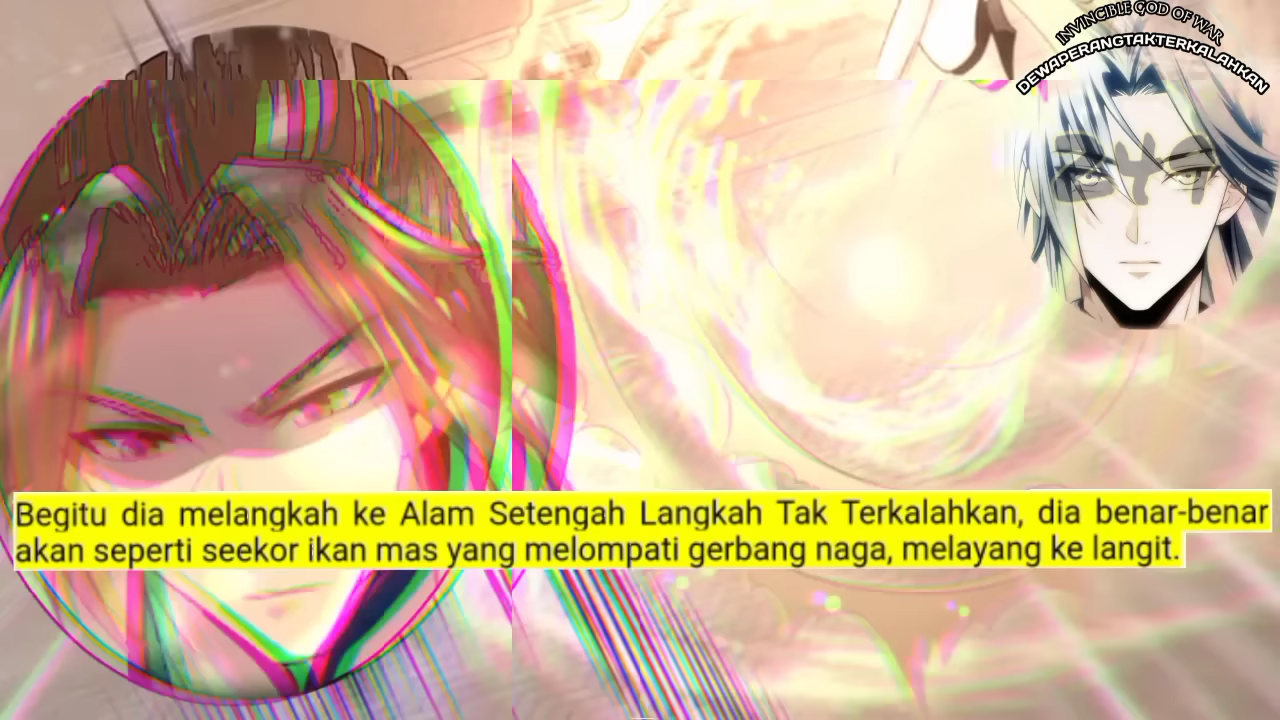 INVINCIBLE GOD OF WAR
DEWAPERANGTAKTERKALAHKAN
Begitu dia melangkah ke Alam Setengah Langkah Tak Terkalahkan, dia benar-benar
akan seperti seekor ikan mas yang melompati gerbang naga, melayang ke langit.